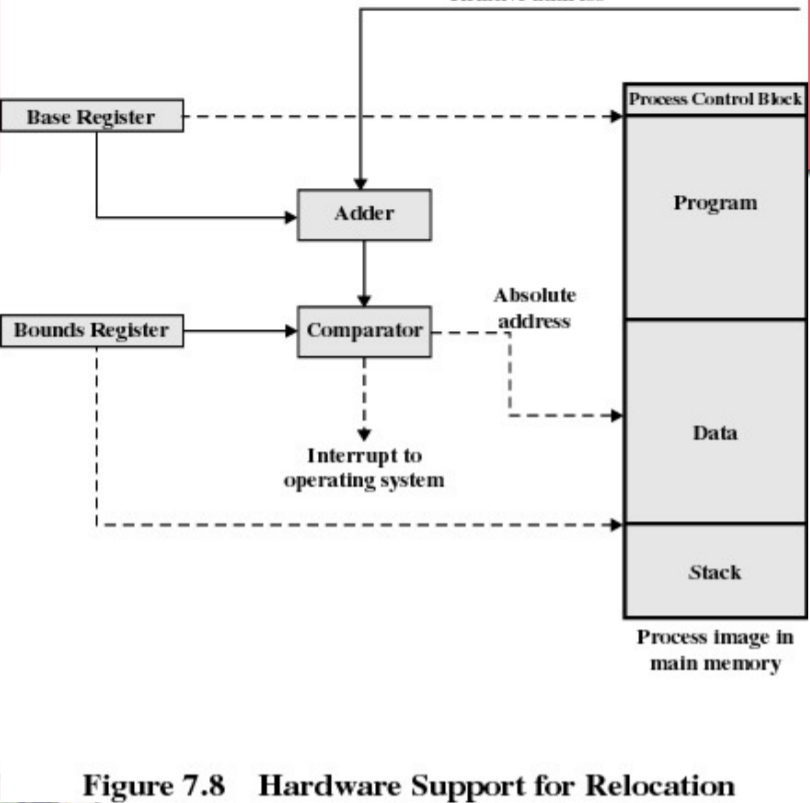 Process Control Block
Base Register
Program
Adder
Absolute
address
Bounds Register
Comparator
Data
Interrupt to
operating system
Stack
Process image in
main memory
Figure 7.8 Hardware Support for Relocation